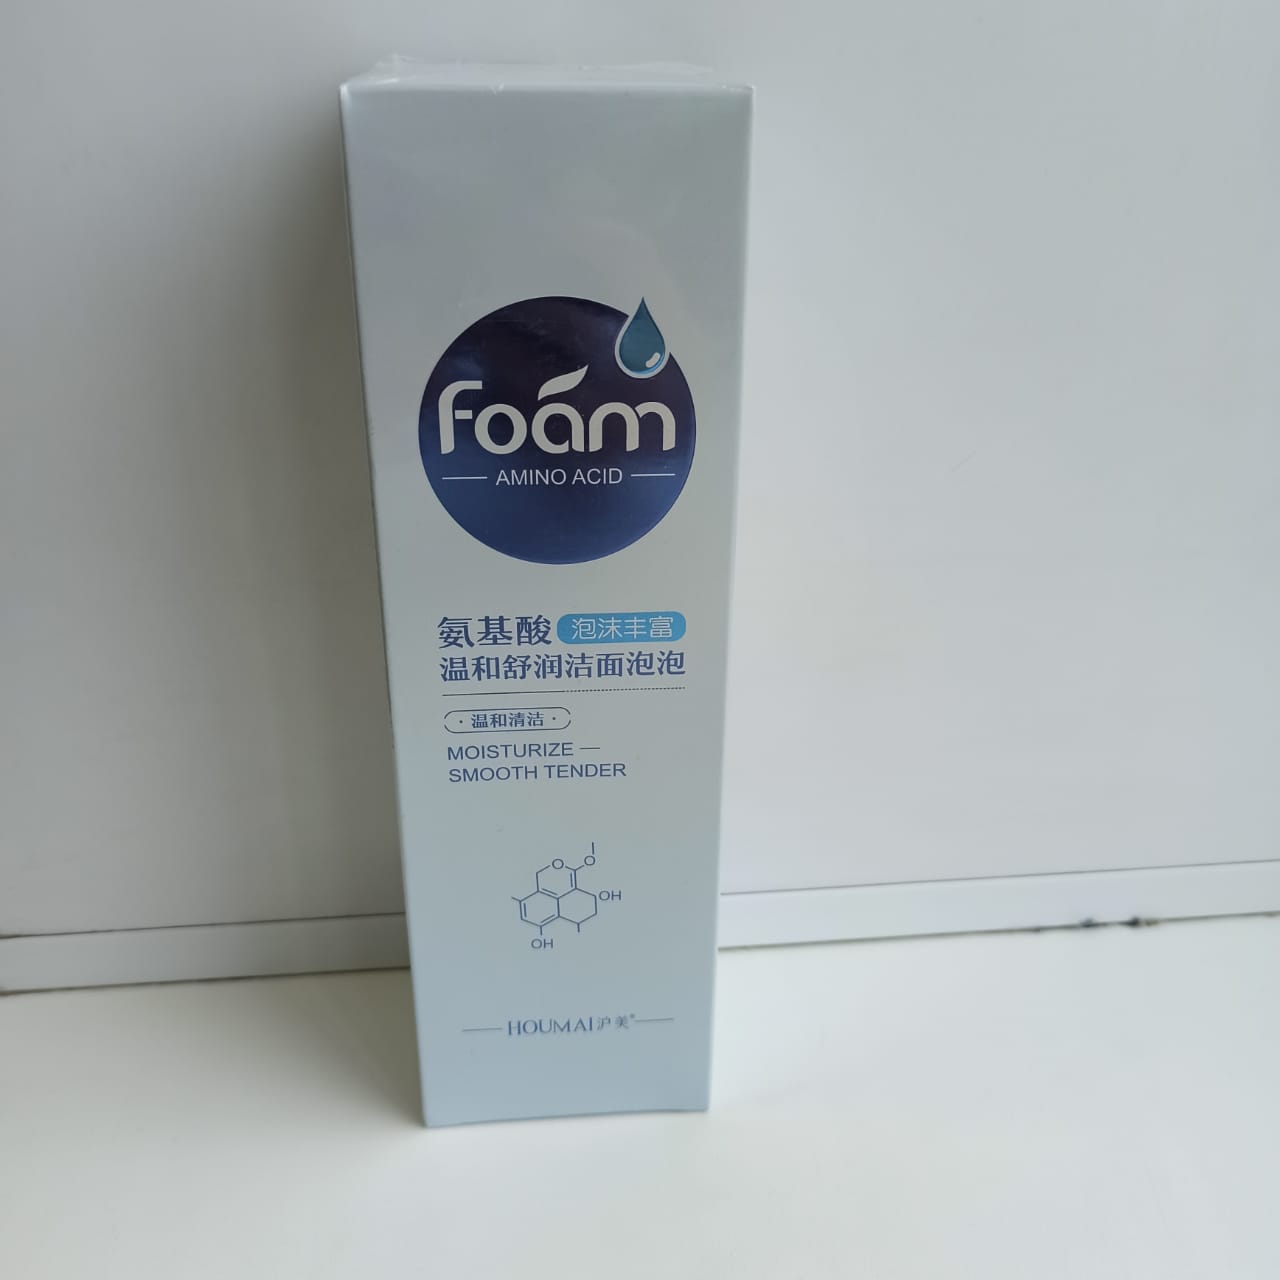 Foam
AMINO ACID
氨基酸 泡沫丰富
温和舒润洁面泡泡
·温和清洁·
MOISTURIZE —
SMOOTH TENDER
O
O
OH
OH
HOUMAI沪美®